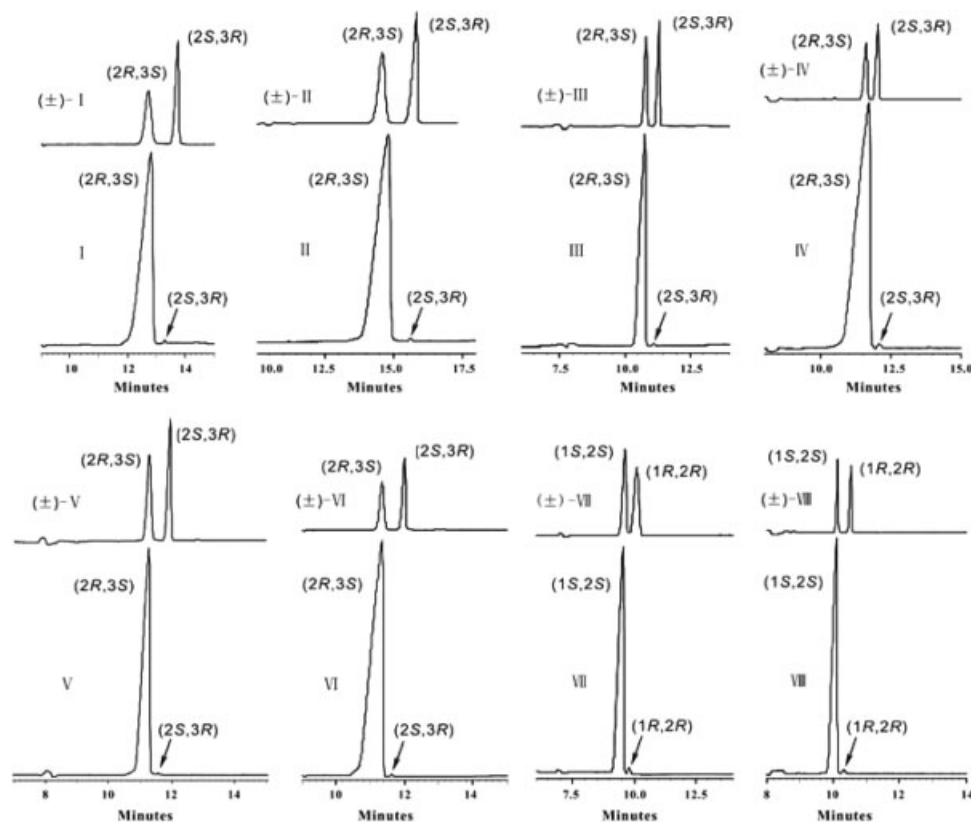 (±)-I
(2R,3S)
(2S,3R)
(2R,3S)
I
(2S,3R)
10 12 14
Minutes
(±)-II
(2R,3S)
(2S,3R)
(2R,3S)
II
(2S,3R)
10.0 12.5 15.0 17.5
Minutes
(±)-III
(2R,3S)
(2S,3R)
(2R,3S)
III
(2S,3R)
7.5 10.0 12.5
Minutes
(±)-IV
(2R,3S)
(2S,3R)
(2R,3S)
IV
(2S,3R)
10.0 12.5 15.0
Minutes
(±)-V
(2R,3S)
(2S,3R)
(2R,3S)
V
(2S,3R)
8 10 12 14
Minutes
(±)-VI
(2R,3S)
(2S,3R)
(2R,3S)
VI
(2S,3R)
10 12 14
Minutes
(±)-VII
(1S,2S)
(1R,2R)
(1S,2S)
VII
(1R,2R)
7.5 10.0 12.5
Minutes
(±)-VIII
(1S,2S)
(1R,2R)
(1S,2S)
VIII
(1R,2R)
8 10 12 14
Minutes